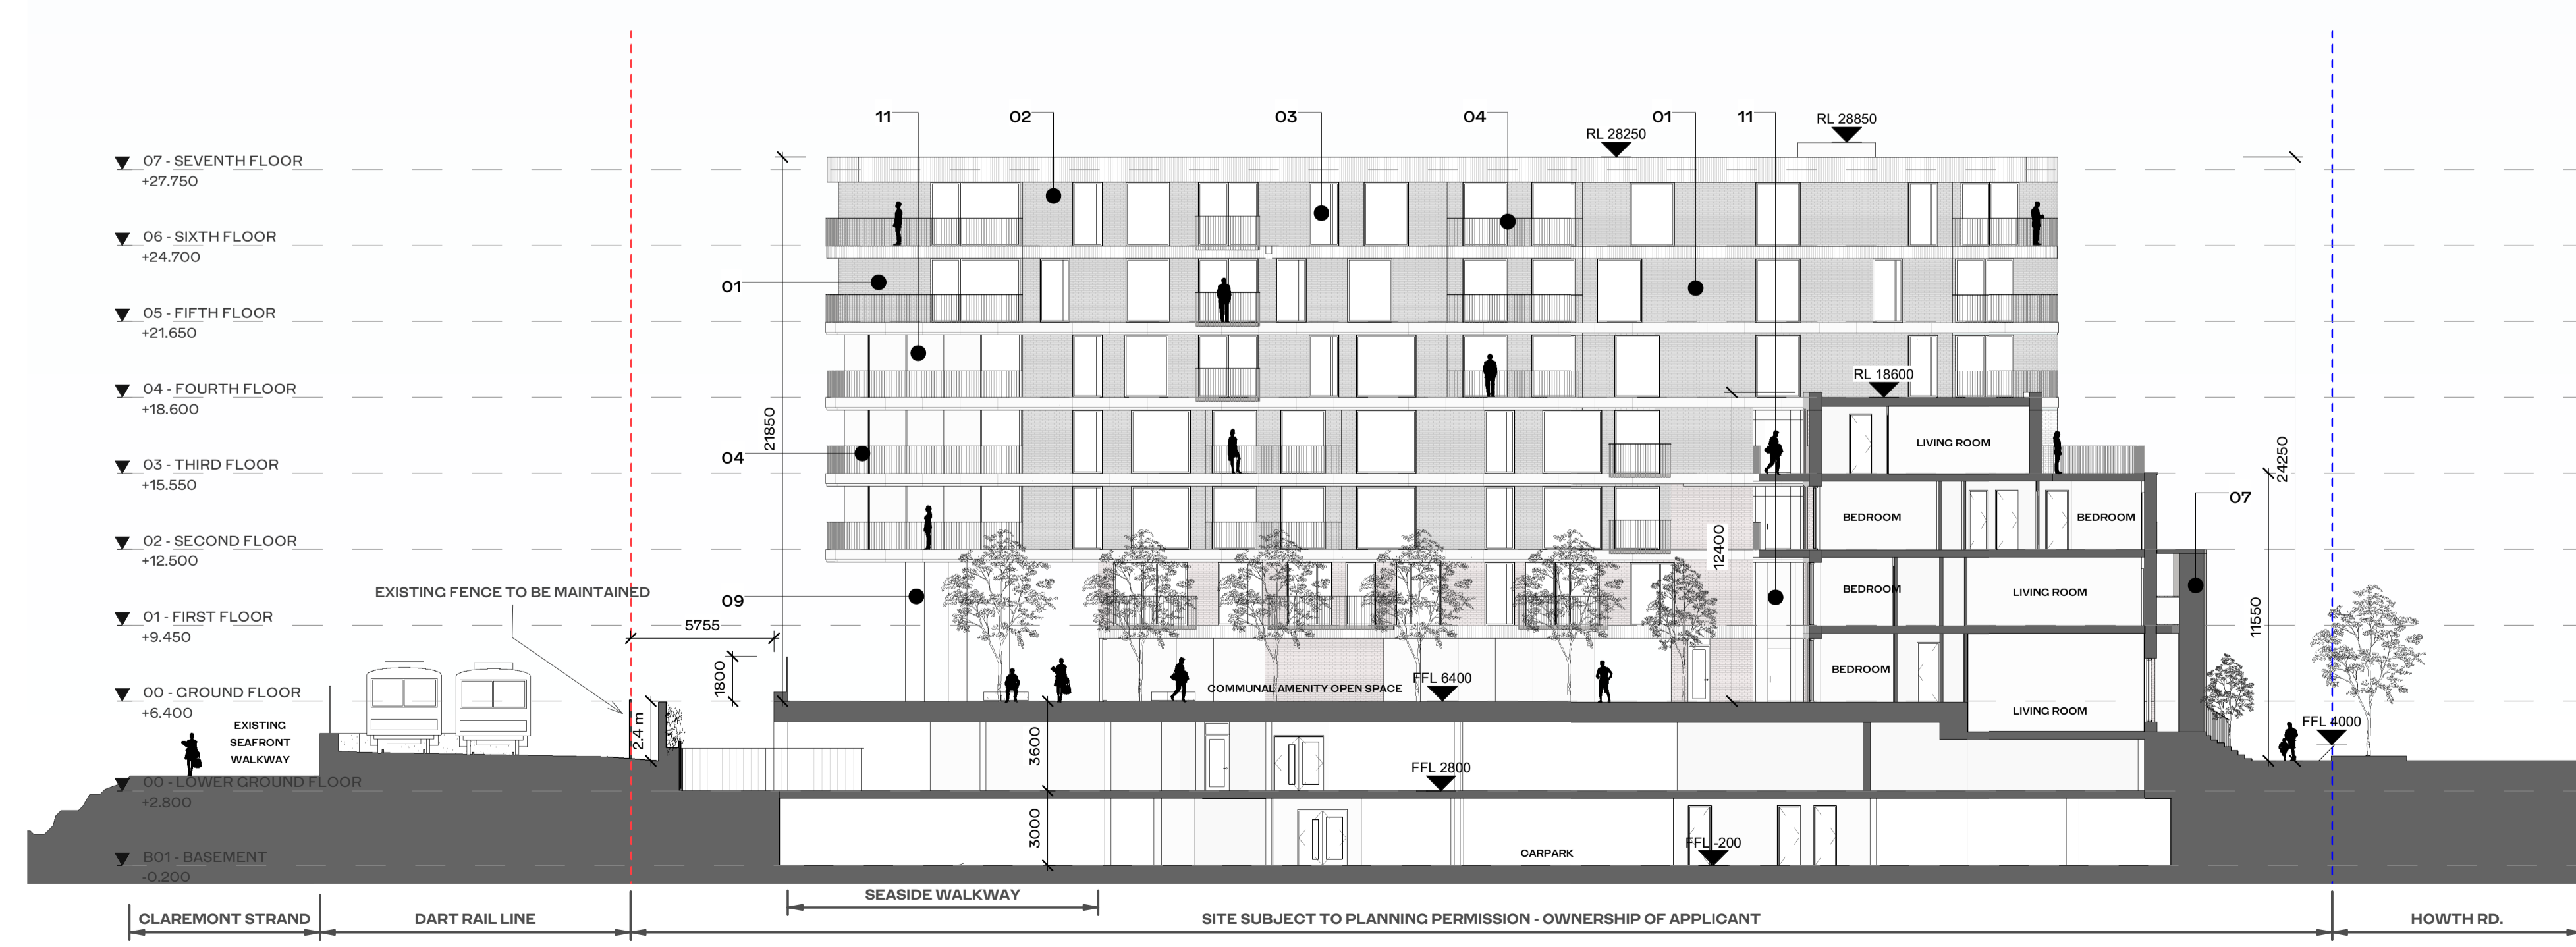 11
02
03
04
01
11
RL 28850
RL 28250
07 - SEVENTH FLOOR
+27.750
06 - SIXTH FLOOR
+24.700
01
05 - FIFTH FLOOR
+21.650
04 - FOURTH FLOOR
+18.600
RL 18600
21850
04
LIVING ROOM
24250
03 - THIRD FLOOR
+15.550
07
BEDROOM
BEDROOM
02 - SECOND FLOOR
+12.500
12400
EXISTING FENCE TO BE MAINTAINED
09
BEDROOM
LIVING ROOM
01 - FIRST FLOOR
+9.450
5755
11550
1800
BEDROOM
COMMUNAL AMENITY OPEN SPACE
FFL 6400
00 - GROUND FLOOR
+6.400
LIVING ROOM
EXISTING
SEAFRONT
WALKWAY
2.4 m
FFL 4000
3600
FFL 2800
00 - LOWER GROUND FLOOR
+2.800
3000
FFL -200
CARPARK
B01 - BASEMENT
-0.200
SEASIDE WALKWAY
CLAREMONT STRAND
DART RAIL LINE
SITE SUBJECT TO PLANNING PERMISSION - OWNERSHIP OF APPLICANT
HOWTH RD.